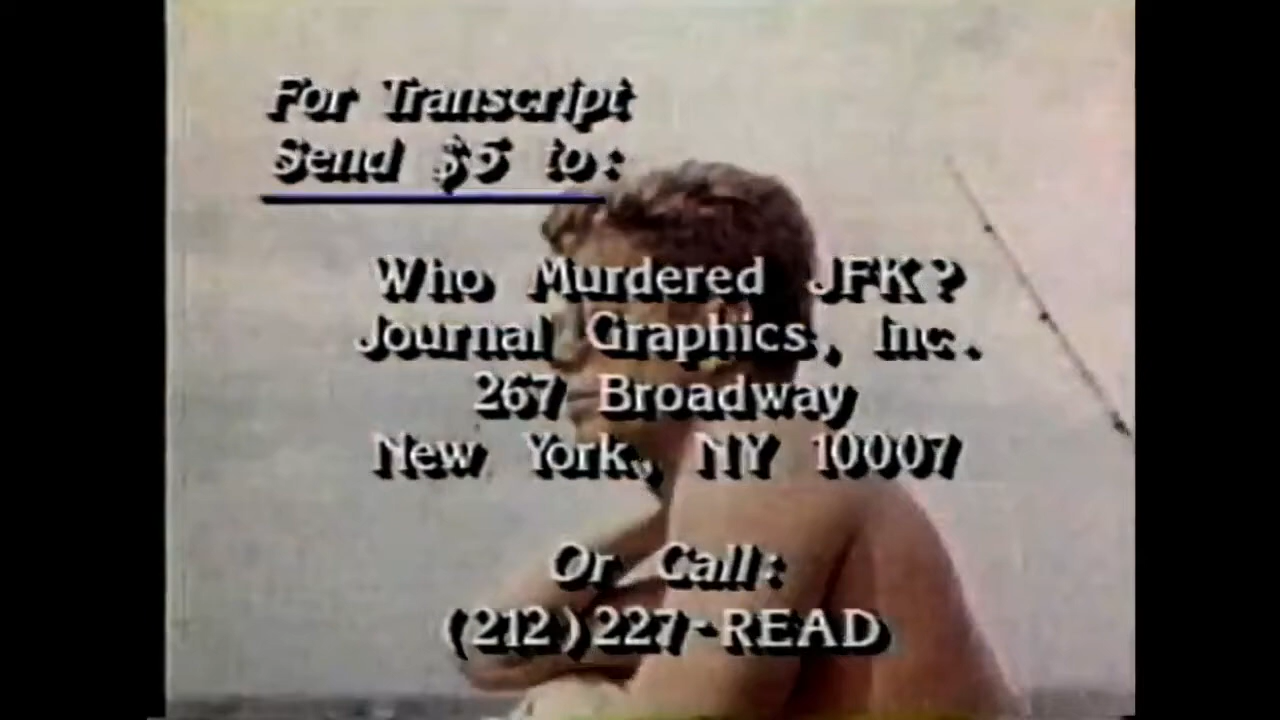 For Transcript
Send $5 to:
Who Murdered JFK?
Journal Graphics, Inc.
267 Broadway
New York, NY 10007
Or Call:
(212)227-READ